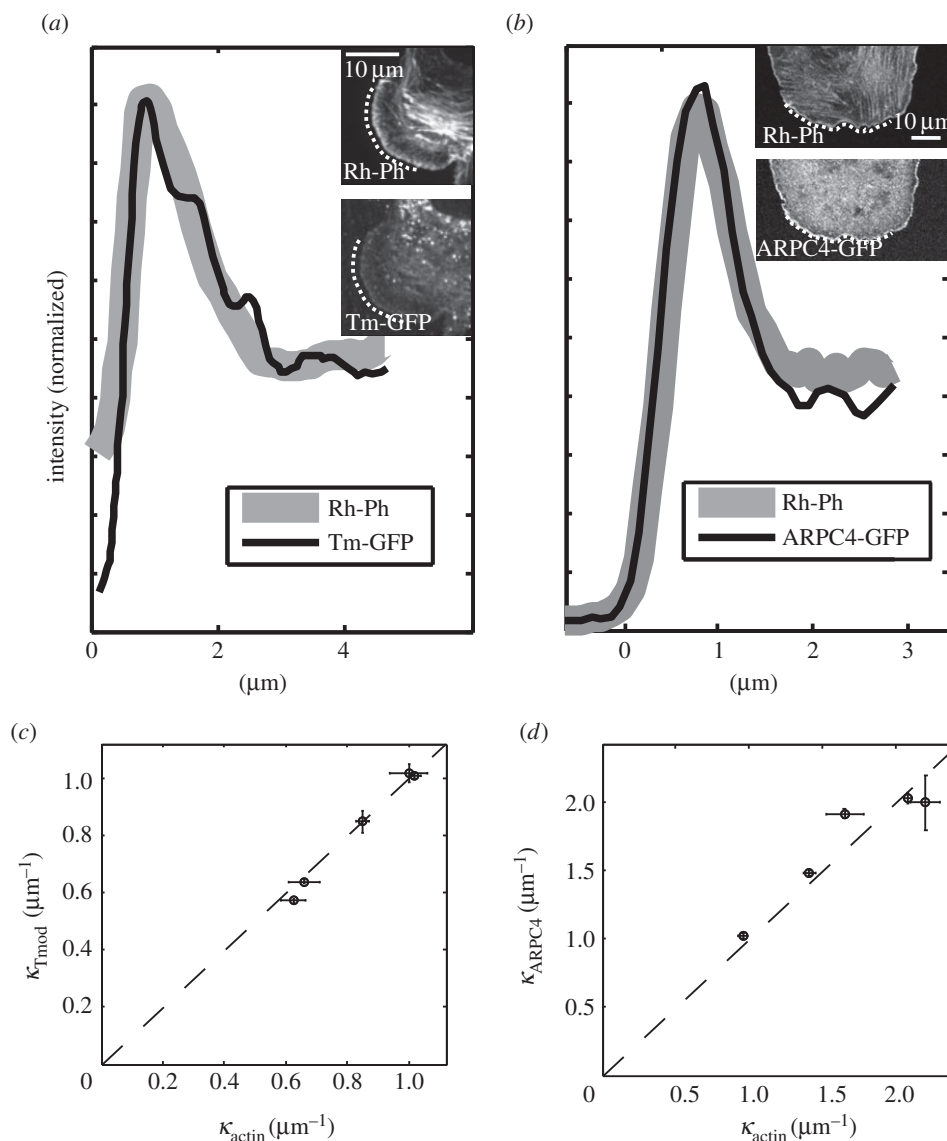 (a)
10 μm
Rh-Ph
Tm-GFP
intensity (normalized)
Rh-Ph
Tm-GFP
0 2 4
(μm)
(b)
Rh-Ph
10 μm
ARPC4-GFP
Rh-Ph
ARPC4-GFP
0 1 2 3
(μm)
(c)
κTmod (μm−1)
1.0
0.8
0.6
0.4
0.2
0 0.2 0.4 0.6 0.8 1.0
κactin (μm−1)
(d)
κARPC4 (μm−1)
2.0
1.5
1.0
0.5
0 0.5 1.0 1.5 2.0
κactin (μm−1)